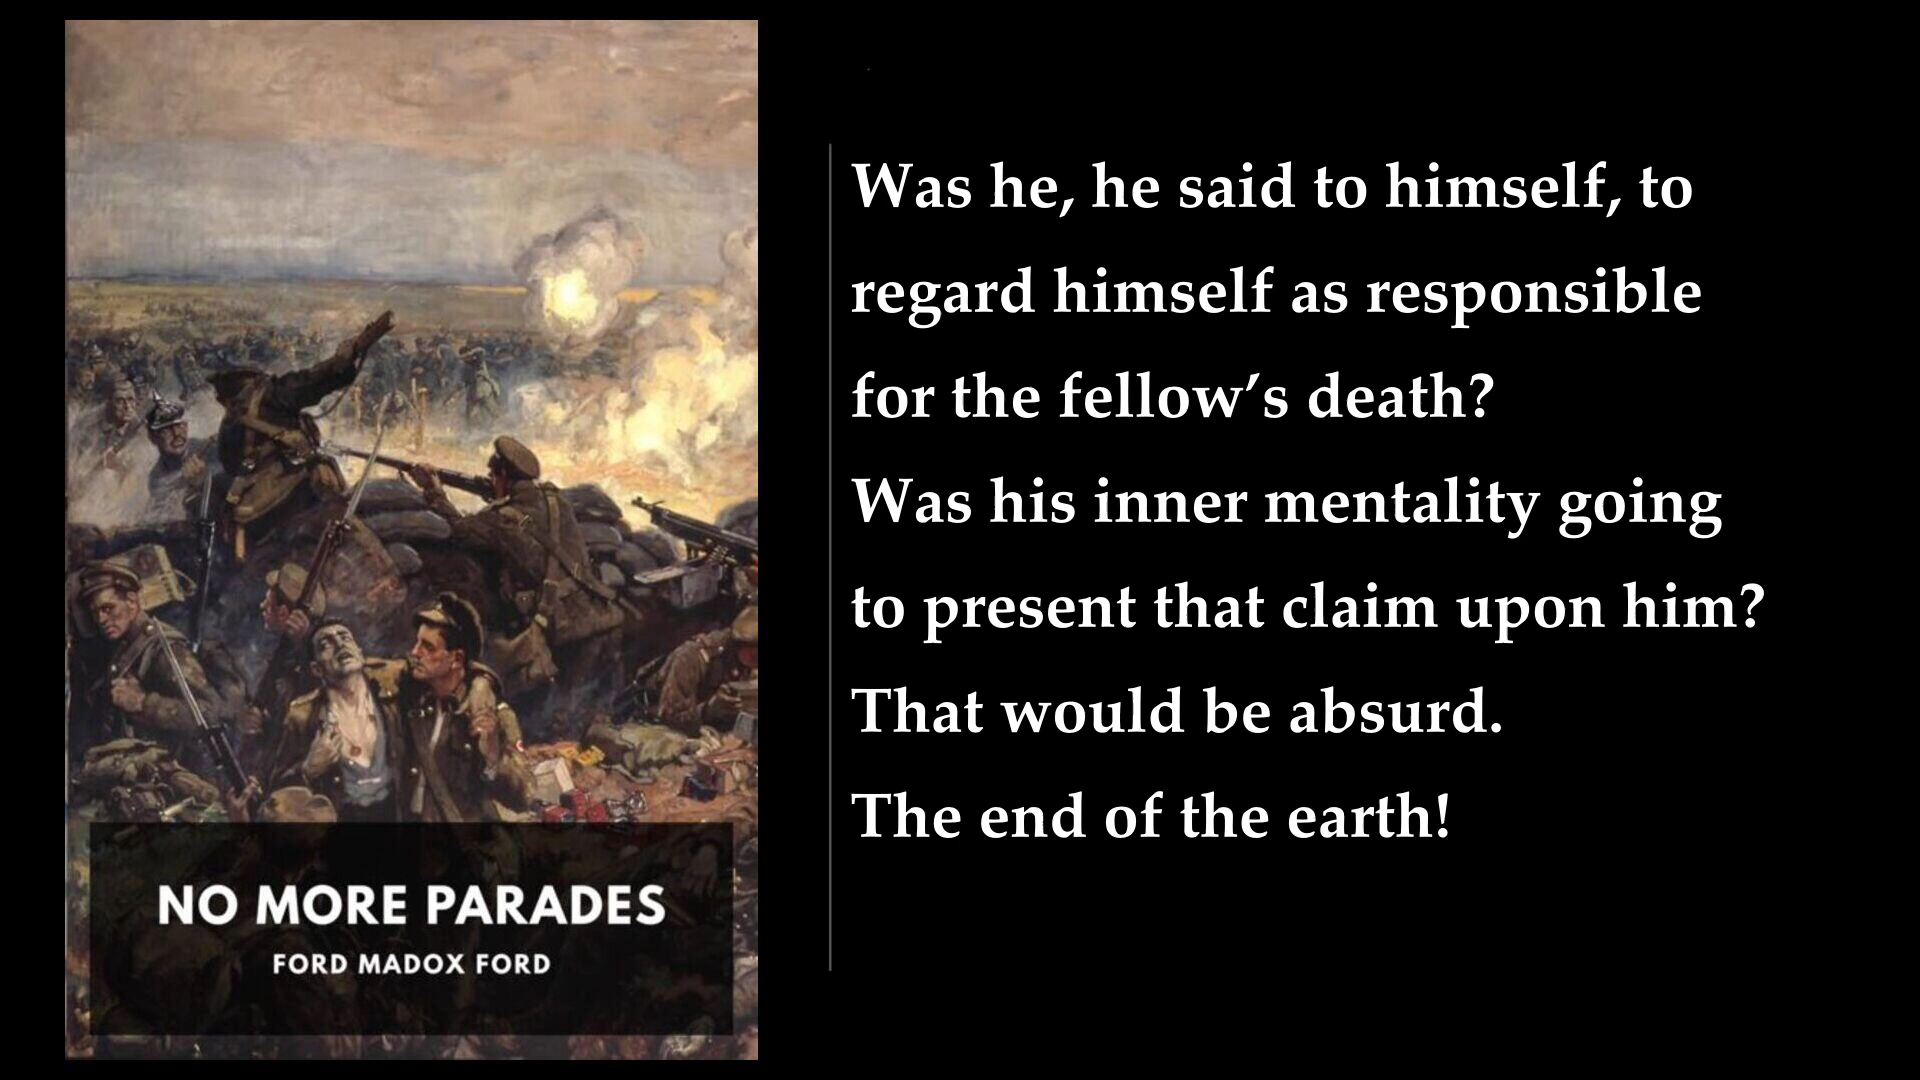 Was he, he said to himself, to
regard himself as responsible
for the fellow’s death?
Was his inner mentality going
to present that claim upon him?
That would be absurd.
The end of the earth!
NO MORE PARADES
FORD MADOX FORD